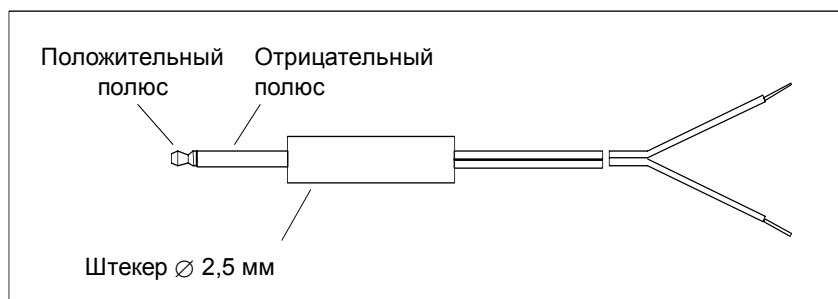 Положительный
полюс
Отрицательный
полюс
Штекер ∅ 2,5 мм